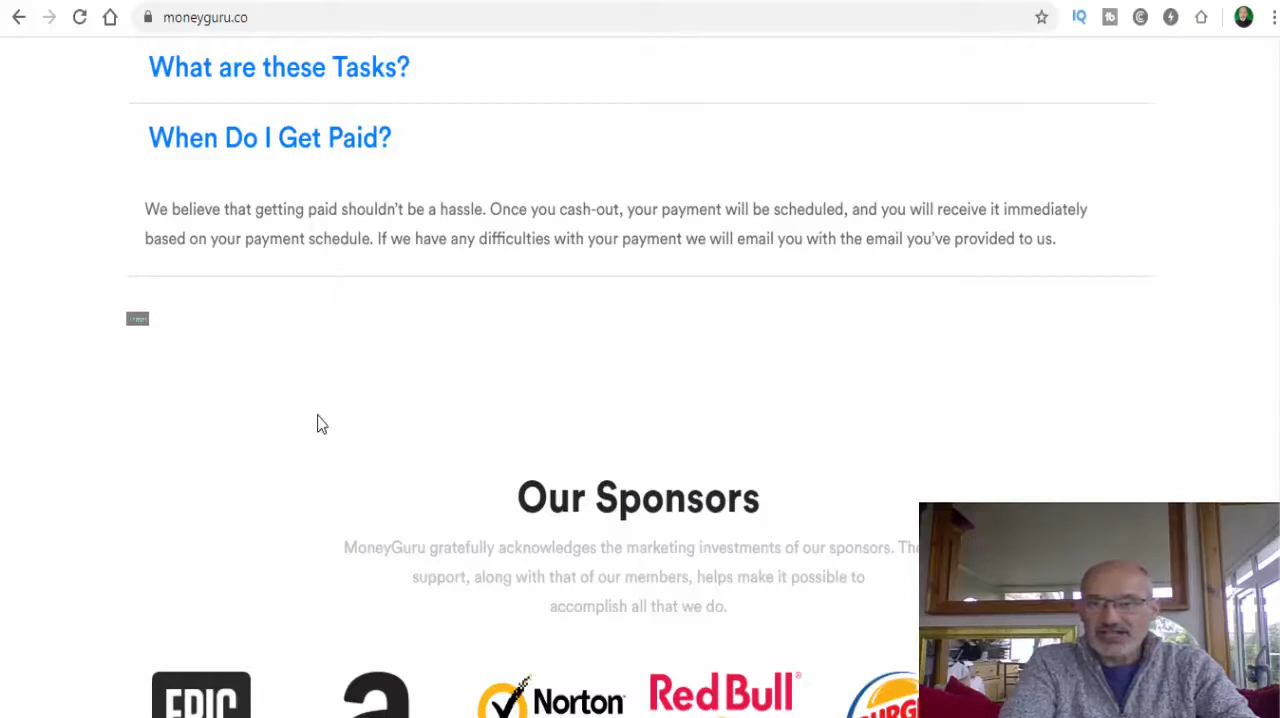 moneyguru.co
What are these Tasks?
When Do I Get Paid?
We believe that getting paid shouldn't be a hassle. Once you cash-out, your payment will be scheduled, and you will receive it immediately
based on your payment schedule. If we have any difficulties with your payment we will email you with the email you've provided to us.
Our Sponsors
MoneyGuru gratefully acknowledges the marketing investments of our sponsors.
support, along with that of our members, helps make it possible to
accomplish all that we do.
EPIC
a
Norton
Red Bull